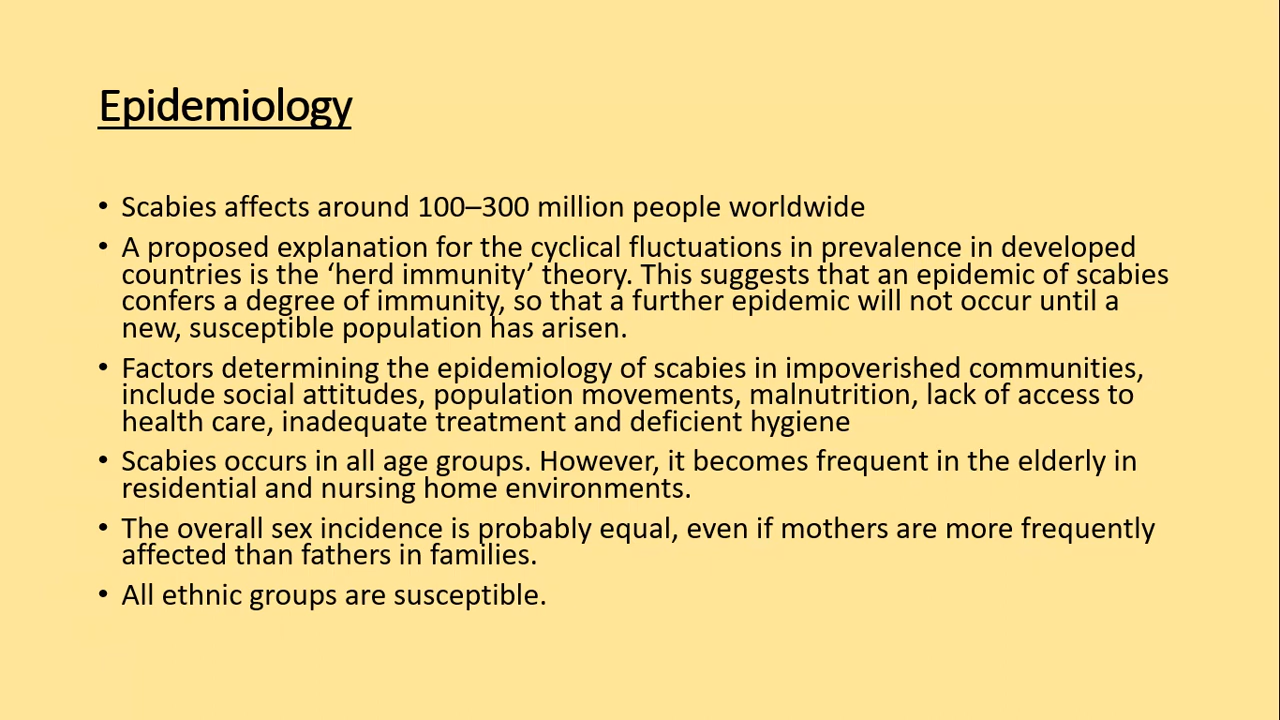 Epidemiology
• Scabies affects around 100–300 million people worldwide
• A proposed explanation for the cyclical fluctuations in prevalence in developed
countries is the ‘herd immunity’ theory. This suggests that an epidemic of scabies
confers a degree of immunity, so that a further epidemic will not occur until a
new, susceptible population has arisen.
• Factors determining the epidemiology of scabies in impoverished communities,
include social attitudes, population movements, malnutrition, lack of access to
health care, inadequate treatment and deficient hygiene
• Scabies occurs in all age groups. However, it becomes frequent in the elderly in
residential and nursing home environments.
• The overall sex incidence is probably equal, even if mothers are more frequently
affected than fathers in families.
• All ethnic groups are susceptible.